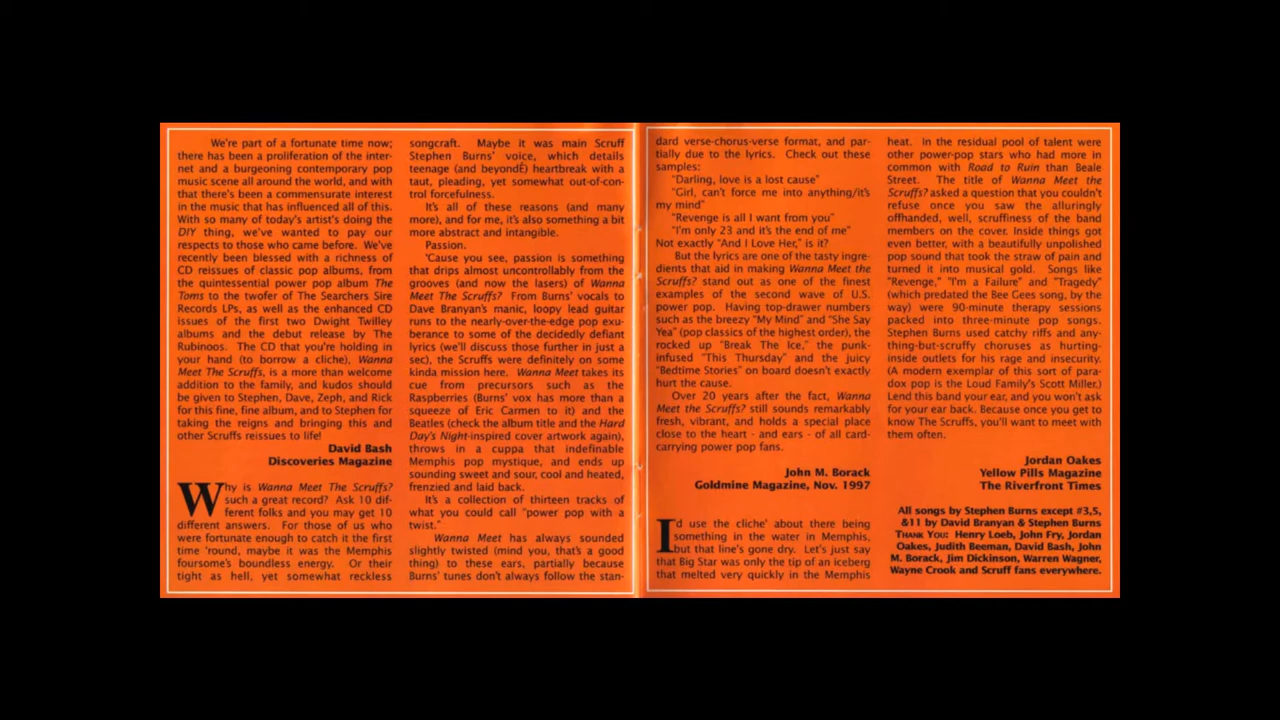 We're part of a fortunate time now;
there has been a proliferation of the inter-
net and a burgeoning contemporary pop
music scene all around the world, and with
that there's been a commensurate interest
in the music that has influenced all of this.
With so many of today's artist's doing the
DIY thing, we've wanted to pay our
respects to those who came before. We've
recently been blessed with a richness of
CD reissues of classic pop albums, from
the quintessential power pop album The
Toms to the twofer of The Searchers Sire
Records LPs, as well as the enhanced CD
issues of the first two Dwight Twilley
albums and the debut release by The
Rubinoos. The CD that you're holding in
your hand (to borrow a cliche), Wanna
Meet The Scruffs, is a more than welcome
addition to the family, and kudos should
be given to Stephen, Dave, Zeph, and Rick
for this fine, fine album, and to Stephen for
taking the reigns and bringing this and
other Scruffs reissues to life!
David Bash
Discoveries Magazine
Why is Wanna Meet The Scruffs?
such a great record? Ask 10 dif-
ferent folks and you may get 10
different answers. For those of us who
were fortunate enough to catch it the first
time 'round, maybe it was the Memphis
foursome's boundless energy. Or their
tight as hell, yet somewhat reckless
songcraft. Maybe it was main Scruff
Stephen Burns' voice, which details
teenage (and beyondÉ) heartbreak with a
taut, pleading, yet somewhat out-of-con-
trol forcefulness.
It's all of these reasons (and many
more), and for me, it's also something a bit
more abstract and intangible.
Passion.
'Cause you see, passion is something
that drips almost uncontrollably from the
grooves (and now the lasers) of Wanna
Meet The Scruffs? From Burns' vocals to
Dave Branyan's manic, loopy lead guitar
runs to the nearly-over-the-edge pop exu-
berance to some of the decidedly defiant
lyrics (we'll discuss those further in just a
sec), the Scruffs were definitely on some
kinda mission here. Wanna Meet takes its
cue from precursors such as the
Raspberries (Burns' vox has more than a
squeeze of Eric Carmen to it) and the
Beatles (check the album title and the Hard
Day's Night-inspired cover artwork again),
throws in a cuppa that indefinable
Memphis pop mystique, and ends up
sounding sweet and sour, cool and heated,
frenzied and laid back.
It's a collection of thirteen tracks of
what you could call "power pop with a
twist."
Wanna Meet has always sounded
slightly twisted (mind you, that's a good
thing) to these ears, partially because
Burns' tunes don't always follow the stan-
dard verse-chorus-verse format, and par-
tially due to the lyrics. Check out these
samples:
"Darling, love is a lost cause"
"Girl, can't force me into anything/it's
my mind"
"Revenge is all I want from you"
"I'm only 23 and it's the end of me"
Not exactly "And I Love Her," is it?
But the lyrics are one of the tasty ingre-
dients that aid in making Wanna Meet the
Scruffs? stand out as one of the finest
examples of the second wave of U.S.
power pop. Having top-drawer numbers
such as the breezy "My Mind" and "She Say
Yea" (pop classics of the highest order), the
rocked up "Break The Ice," the punk-
infused "This Thursday" and the juicy
"Bedtime Stories" on board doesn't exactly
hurt the cause.
Over 20 years after the fact, Wanna
Meet the Scruffs? still sounds remarkably
fresh, vibrant, and holds a special place
close to the heart - and ears - of all card-
carrying power pop fans.
John M. Borack
Goldmine Magazine, Nov. 1997
I'd use the cliche' about there being
something in the water in Memphis,
but that line's gone dry. Let's just say
that Big Star was only the tip of an iceberg
that melted very quickly in the Memphis
heat. In the residual pool of talent were
other power-pop stars who had more in
common with Road to Ruin than Beale
Street. The title of Wanna Meet the
Scruffs? asked a question that you couldn't
refuse once you saw the alluringly
offhanded, well, scruffiness of the band
members on the cover. Inside things got
even better, with a beautifully unpolished
pop sound that took the straw of pain and
turned it into musical gold. Songs like
"Revenge," "I'm a Failure" and "Tragedy"
(which predated the Bee Gees song, by the
way) were 90-minute therapy sessions
packed into three-minute pop songs.
Stephen Burns used catchy riffs and any-
thing-but-scruffy choruses as hurting-
inside outlets for his rage and insecurity.
(A modern exemplar of this sort of para-
dox pop is the Loud Family's Scott Miller.)
Lend this band your ear, and you won't ask
for your ear back. Because once you get to
know The Scruffs, you'll want to meet with
them often.
Jordan Oakes
Yellow Pills Magazine
The Riverfront Times
All songs by Stephen Burns except #3,5,
&11 by David Branyan & Stephen Burns
THANK YOU: Henry Loeb, John Fry, Jordan
Oakes, Judith Beeman, David Bash, John
M. Borack, Jim Dickinson, Warren Wagner,
Wayne Crook and Scruff fans everywhere.